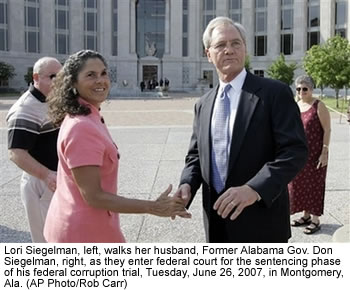 Lori Siegelman, left, walks her husband, Former Alabama Gov. Don
Siegelman, right, as they enter federal court for the sentencing phase
of his federal corruption trial, Tuesday, June 26, 2007, in Montgomery,
Ala. (AP Photo/Rob Carr)